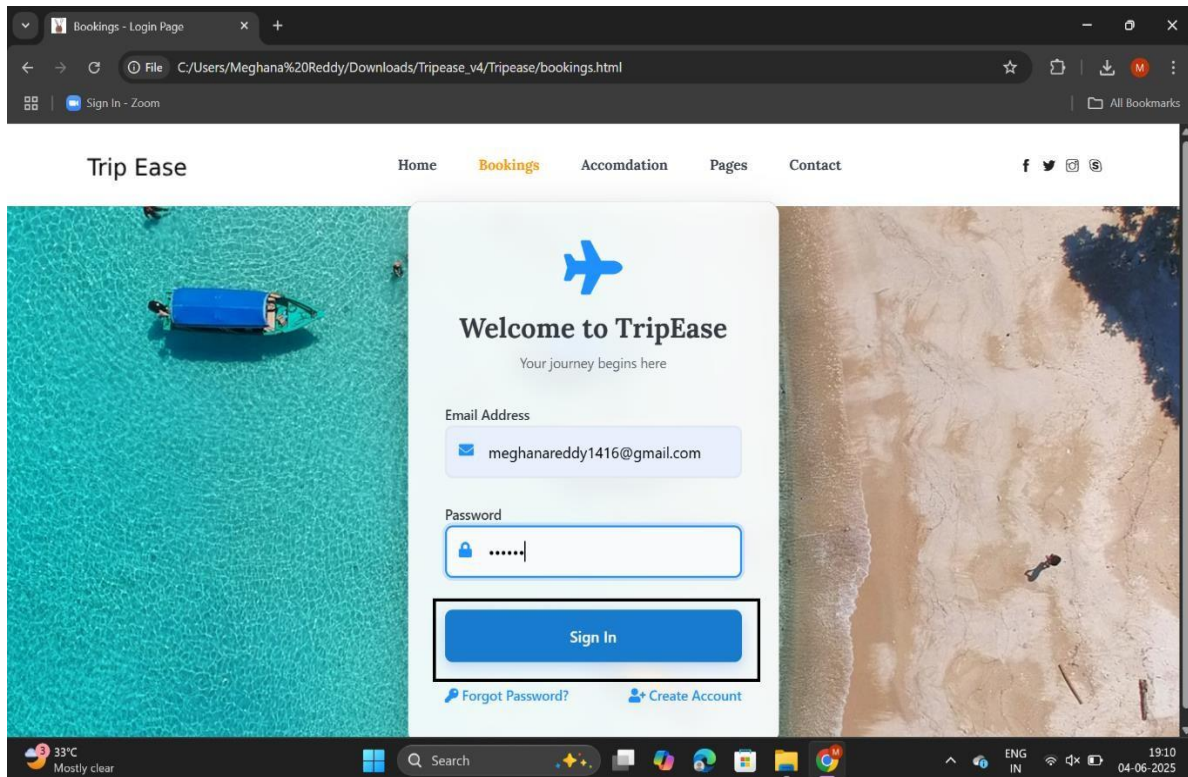 Bookings - Login Page
File C:/Users/Meghana%20Reddy/Downloads/Tripease_v4/Tripease/bookings.html M
Sign In - Zoom All Bookmarks
Trip Ease Home Bookings Accomdation Pages Contact
Welcome to TripEase
Your journey begins here
Email Address
meghanareddy1416@gmail.com
Password
••••••
Sign In
Forgot Password? Create Account
3 33°C Mostly clear
Search
M
ENG IN
19:10
04-06-2025